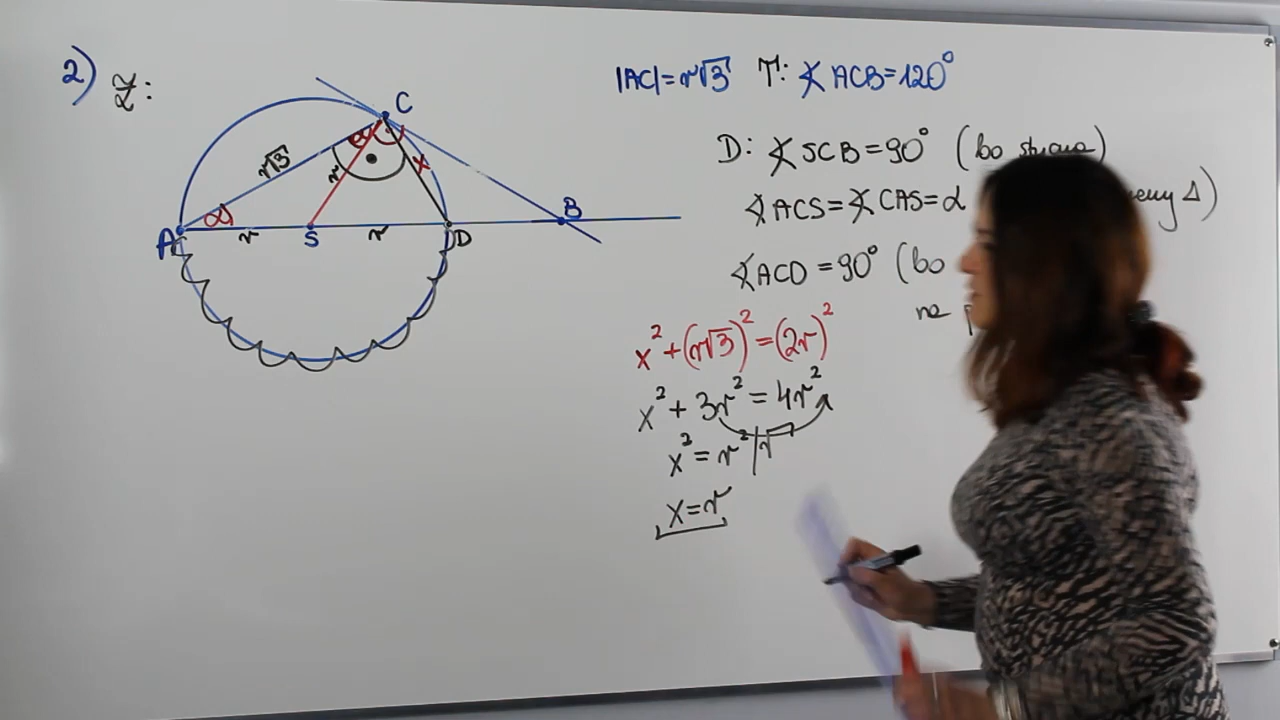 2) Z:
|AC|=r√3 T: ∢ACB=120°
C
r√3
α
r
x
α
A
r
S
r
D
B
D: ∢SCB=90° (bo styczna)
∢ACS=∢CAS=α Δ)
∢ACD=90° (bo
na
x²+(r√3)²=(2r)²
x²+3r²=4r²
x²=r² |√
x=r